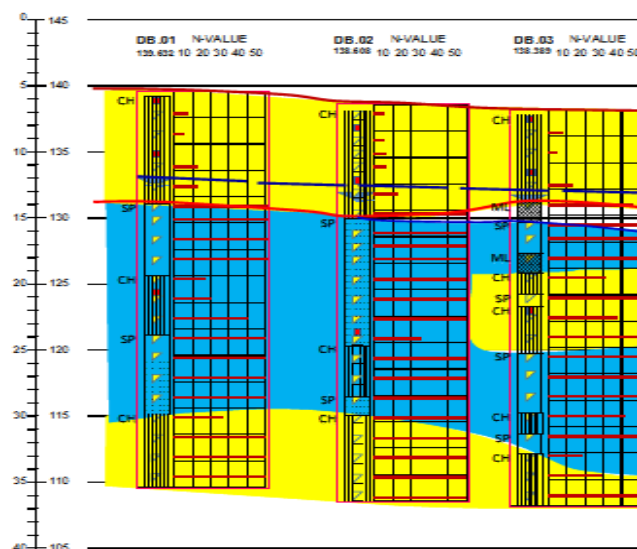 0 145
DB.01 N-VALUE
139.632 10 20 30 40 50
DB.02 N-VALUE
138.608 10 20 30 40 50
DB.03 N-VALUE
138.389 10 20 30 40 50
5 140
CH
CH
CH
10 135
15 130
SP
SP
ML
SP
20 125
ML
CH
CH
SP
CH
25 120
SP
CH
SP
30 115
SP
CH
CH
SP
CH
35 110
40 105